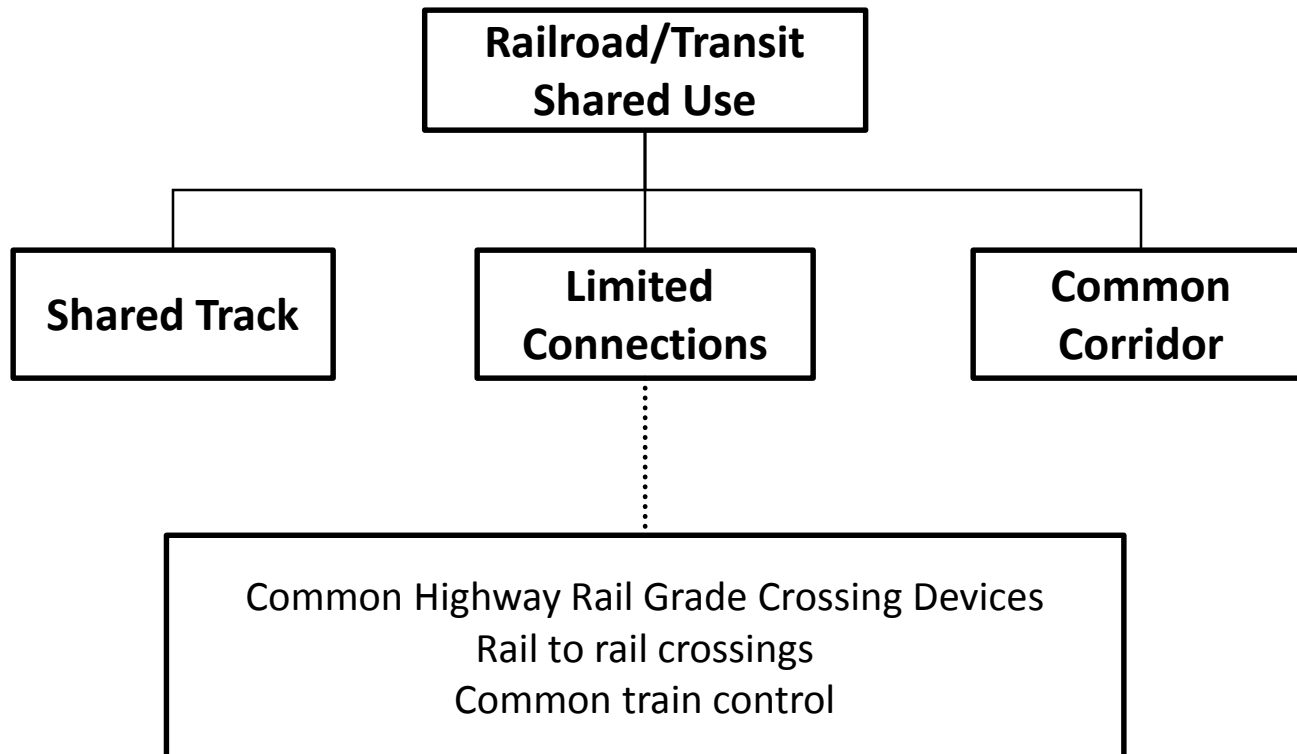 Railroad/Transit
Shared Use
Shared Track
Limited
Connections
Common
Corridor
Common Highway Rail Grade Crossing Devices
Rail to rail crossings
Common train control